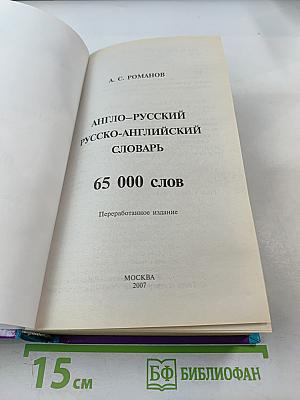 А. С. РОМАНОВ
АНГЛО–РУССКИЙ
РУССКО-АНГЛИЙСКИЙ
СЛОВАРЬ
65 000 слов
Переработанное издание
МОСКВА
2007
15 см
БФ БИБЛИОФАН